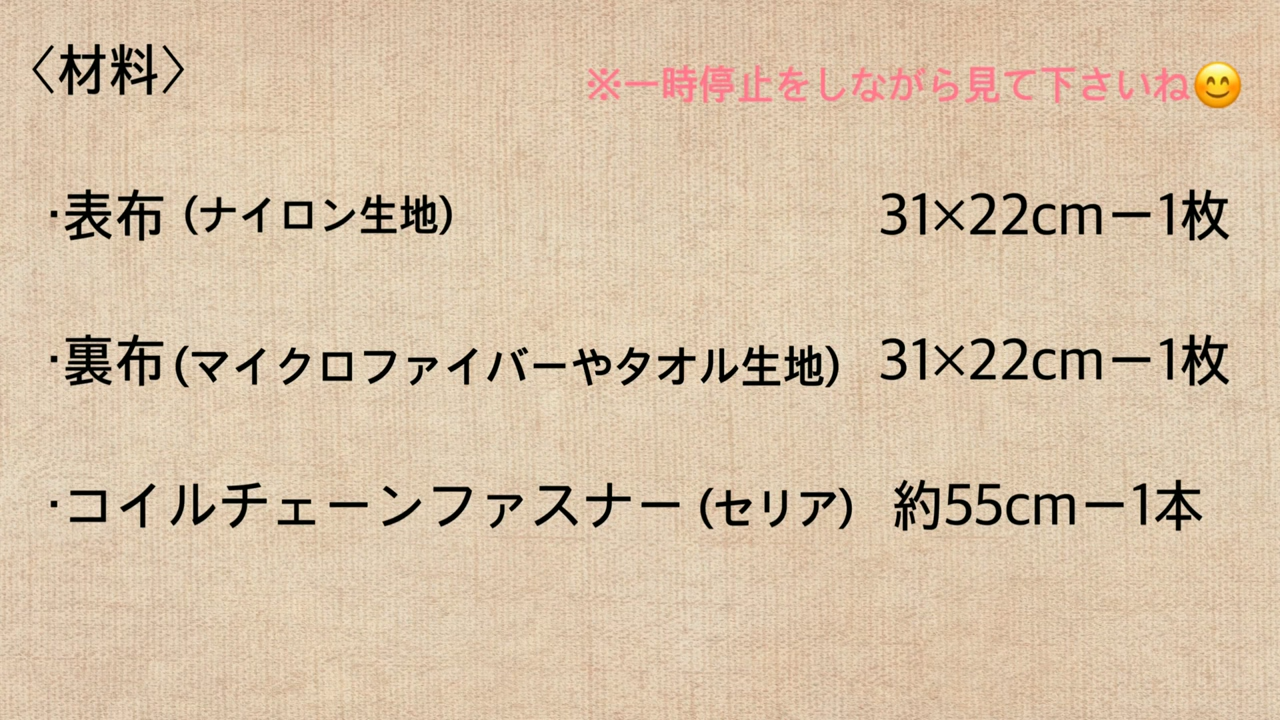 〈材料〉
※一時停止をしながら見て下さいね😊
・表布 (ナイロン生地) 31×22cmー1枚
・裏布(マイクロファイバーやタオル生地) 31×22cmー1枚
・コイルチェーンファスナー (セリア) 約55cmー1本